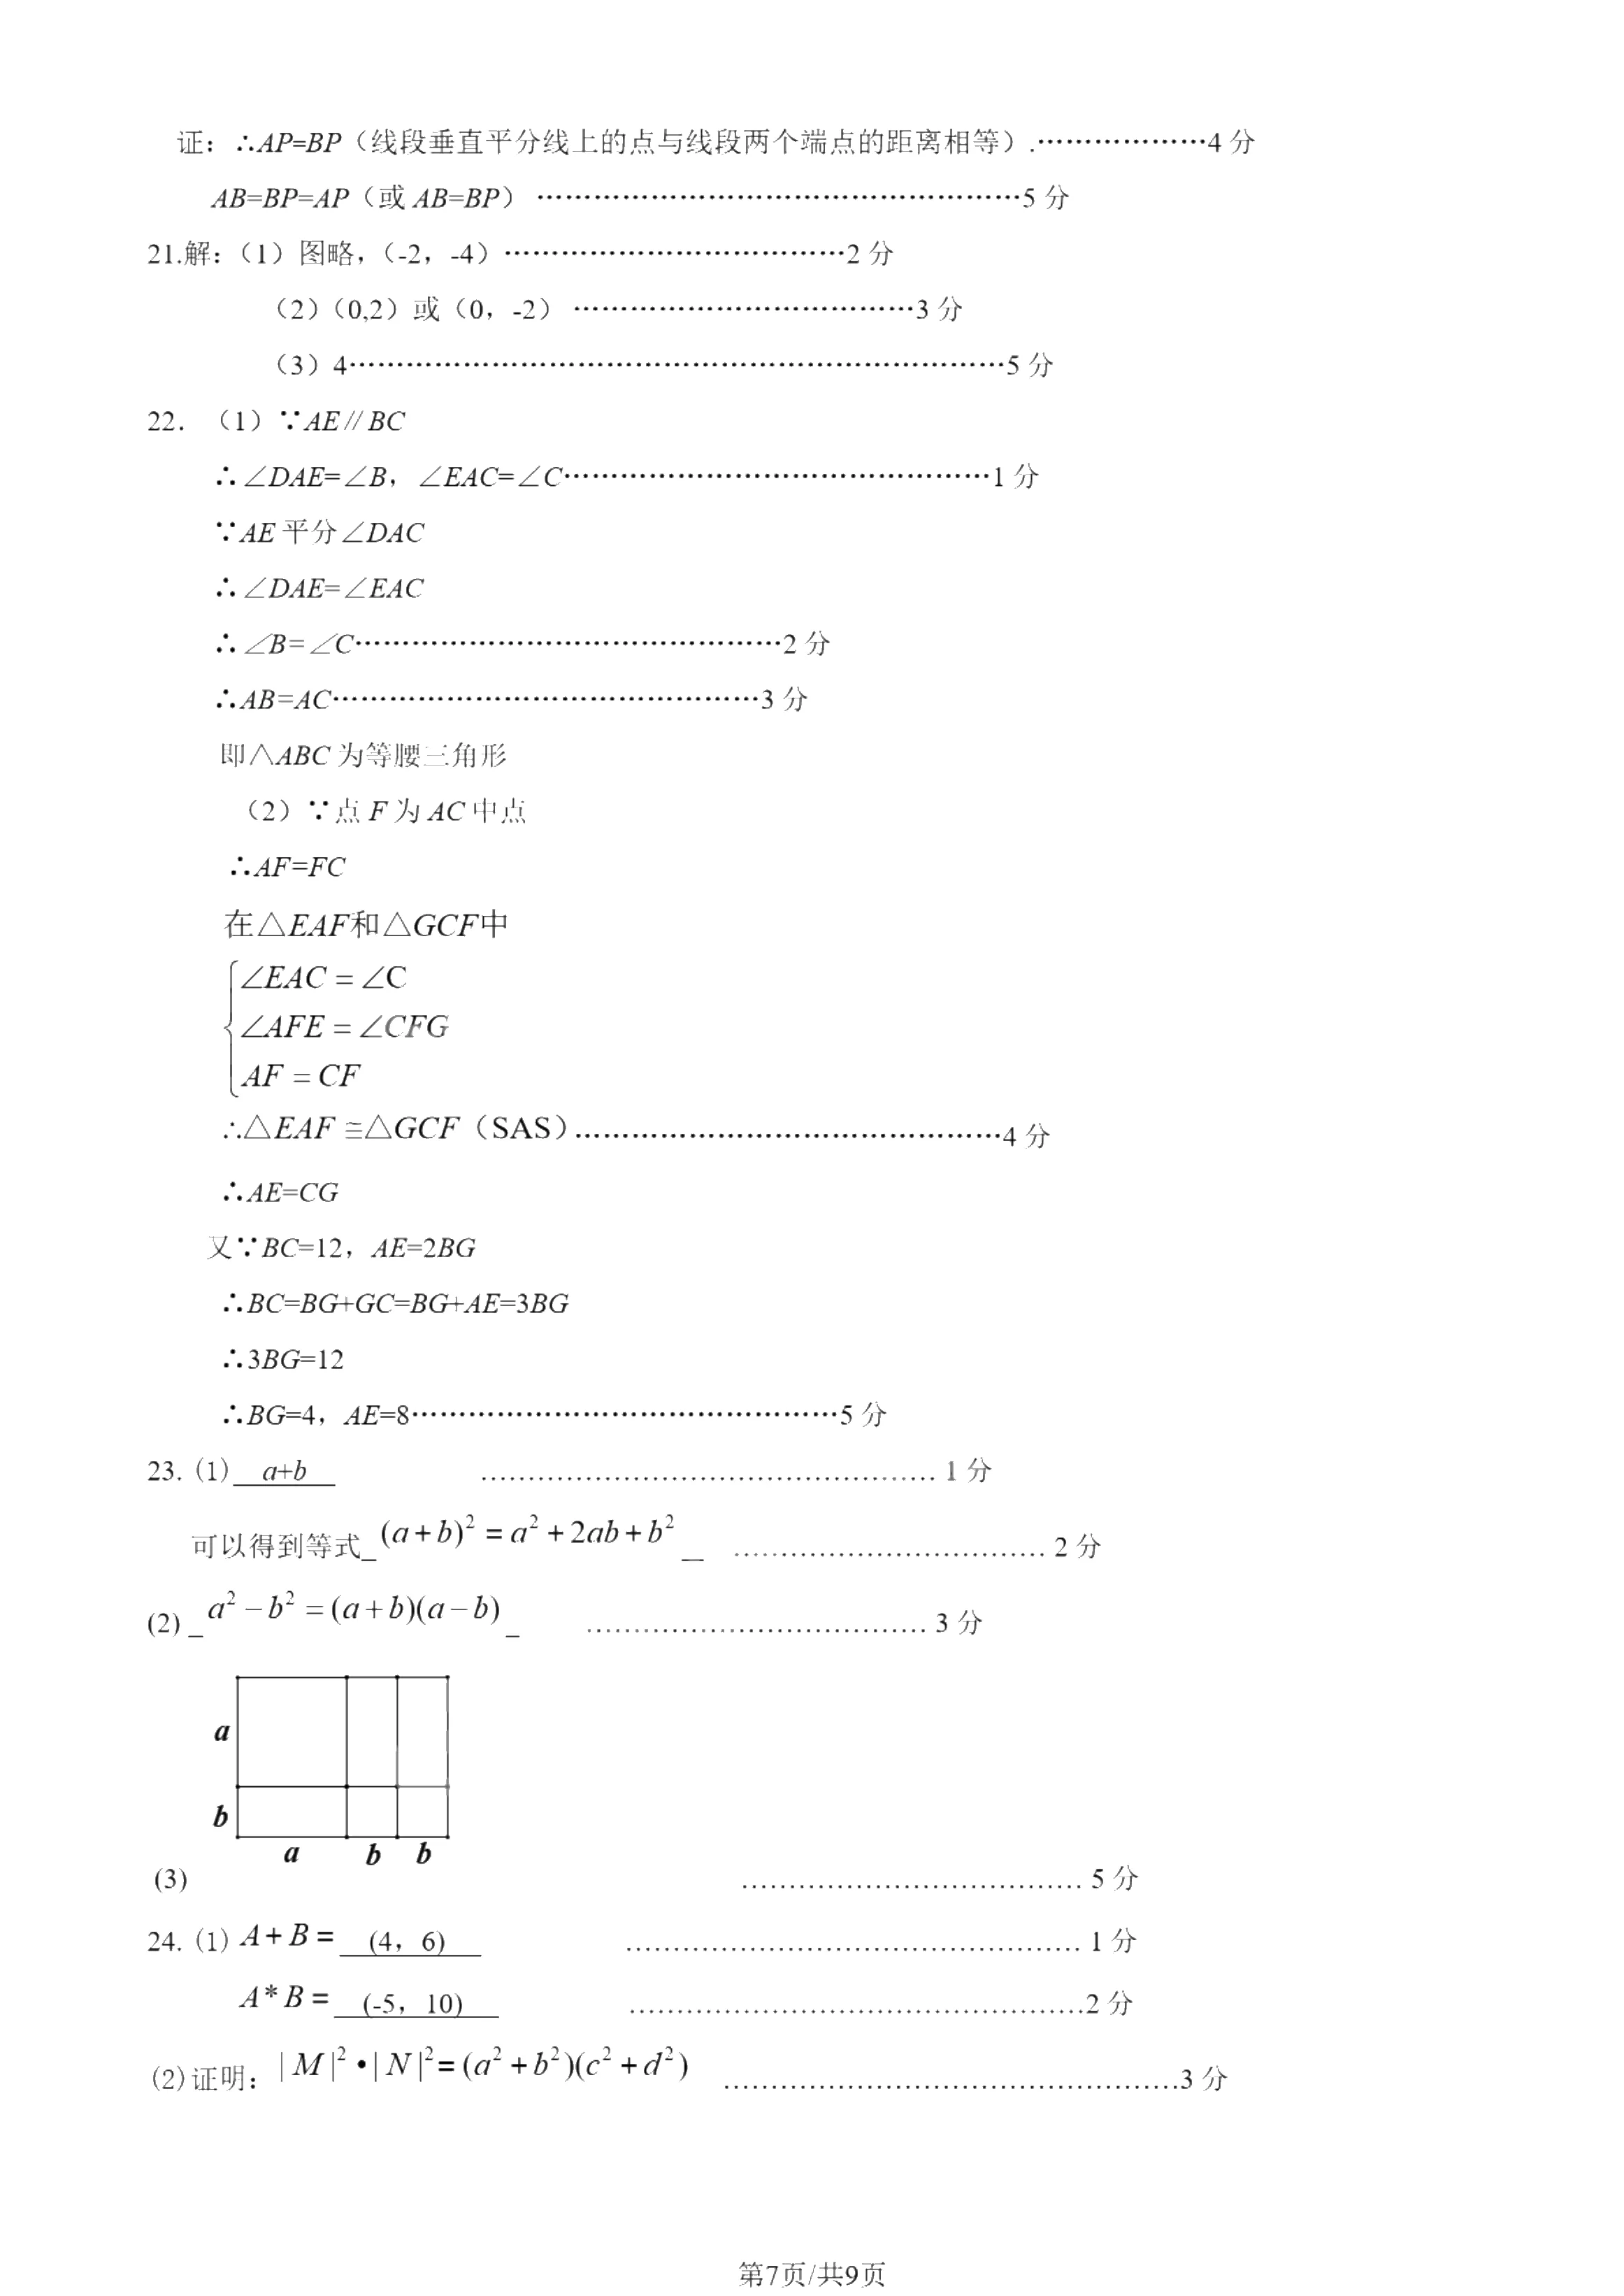 证：∴AP=BP（线段垂直平分线上的点与线段两个端点的距离相等）.………………4 分
AB=BP=AP（或 AB=BP）……………………………………………5 分
21.解：（1）图略，（-2，-4）………………………………2 分
（2）（0,2）或（0，-2）………………………………3 分
（3）4……………………………………………………………5 分
22．（1）∵AE∥BC
∴∠DAE=∠B，∠EAC=∠C………………………………………1 分
∵AE 平分∠DAC
∴∠DAE=∠EAC
∴∠B=∠C………………………………………2 分
∴AB=AC………………………………………3 分
即△ABC 为等腰三角形
（2）∵点 F 为 AC 中点
∴AF=FC
在△EAF和△GCF中
∠EAC = ∠C
∠AFE = ∠CFG
AF = CF
∴△EAF ≌△GCF（SAS）………………………………………4 分
∴AE=CG
又∵BC=12，AE=2BG
∴BC=BG+GC=BG+AE=3BG
∴3BG=12
∴BG=4，AE=8………………………………………5 分
23. (1) a+b ………………………………………… 1 分
可以得到等式_ (a+b)² = a² + 2ab + b² _ …………………………… 2 分
(2) _ a² − b² = (a+b)(a−b) _ ……………………………… 3 分
a
b
a b b
(3) ……………………………… 5 分
24. (1) A + B = (4，6) ………………………………………… 1 分
A * B = (-5，10) …………………………………………2 分
(2)证明：|M|²•|N|²= (a² + b²)(c² + d²) …………………………………………3 分
第7页/共9页